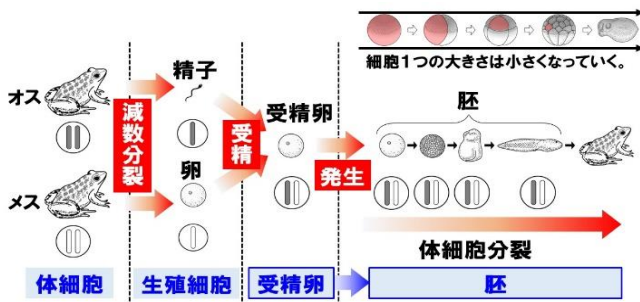 細胞１つの大きさは小さくなっていく。
オス
メス
減数分裂
精子
卵
受精
受精卵
発生
胚
体細胞分裂
体細胞
生殖細胞
受精卵
胚